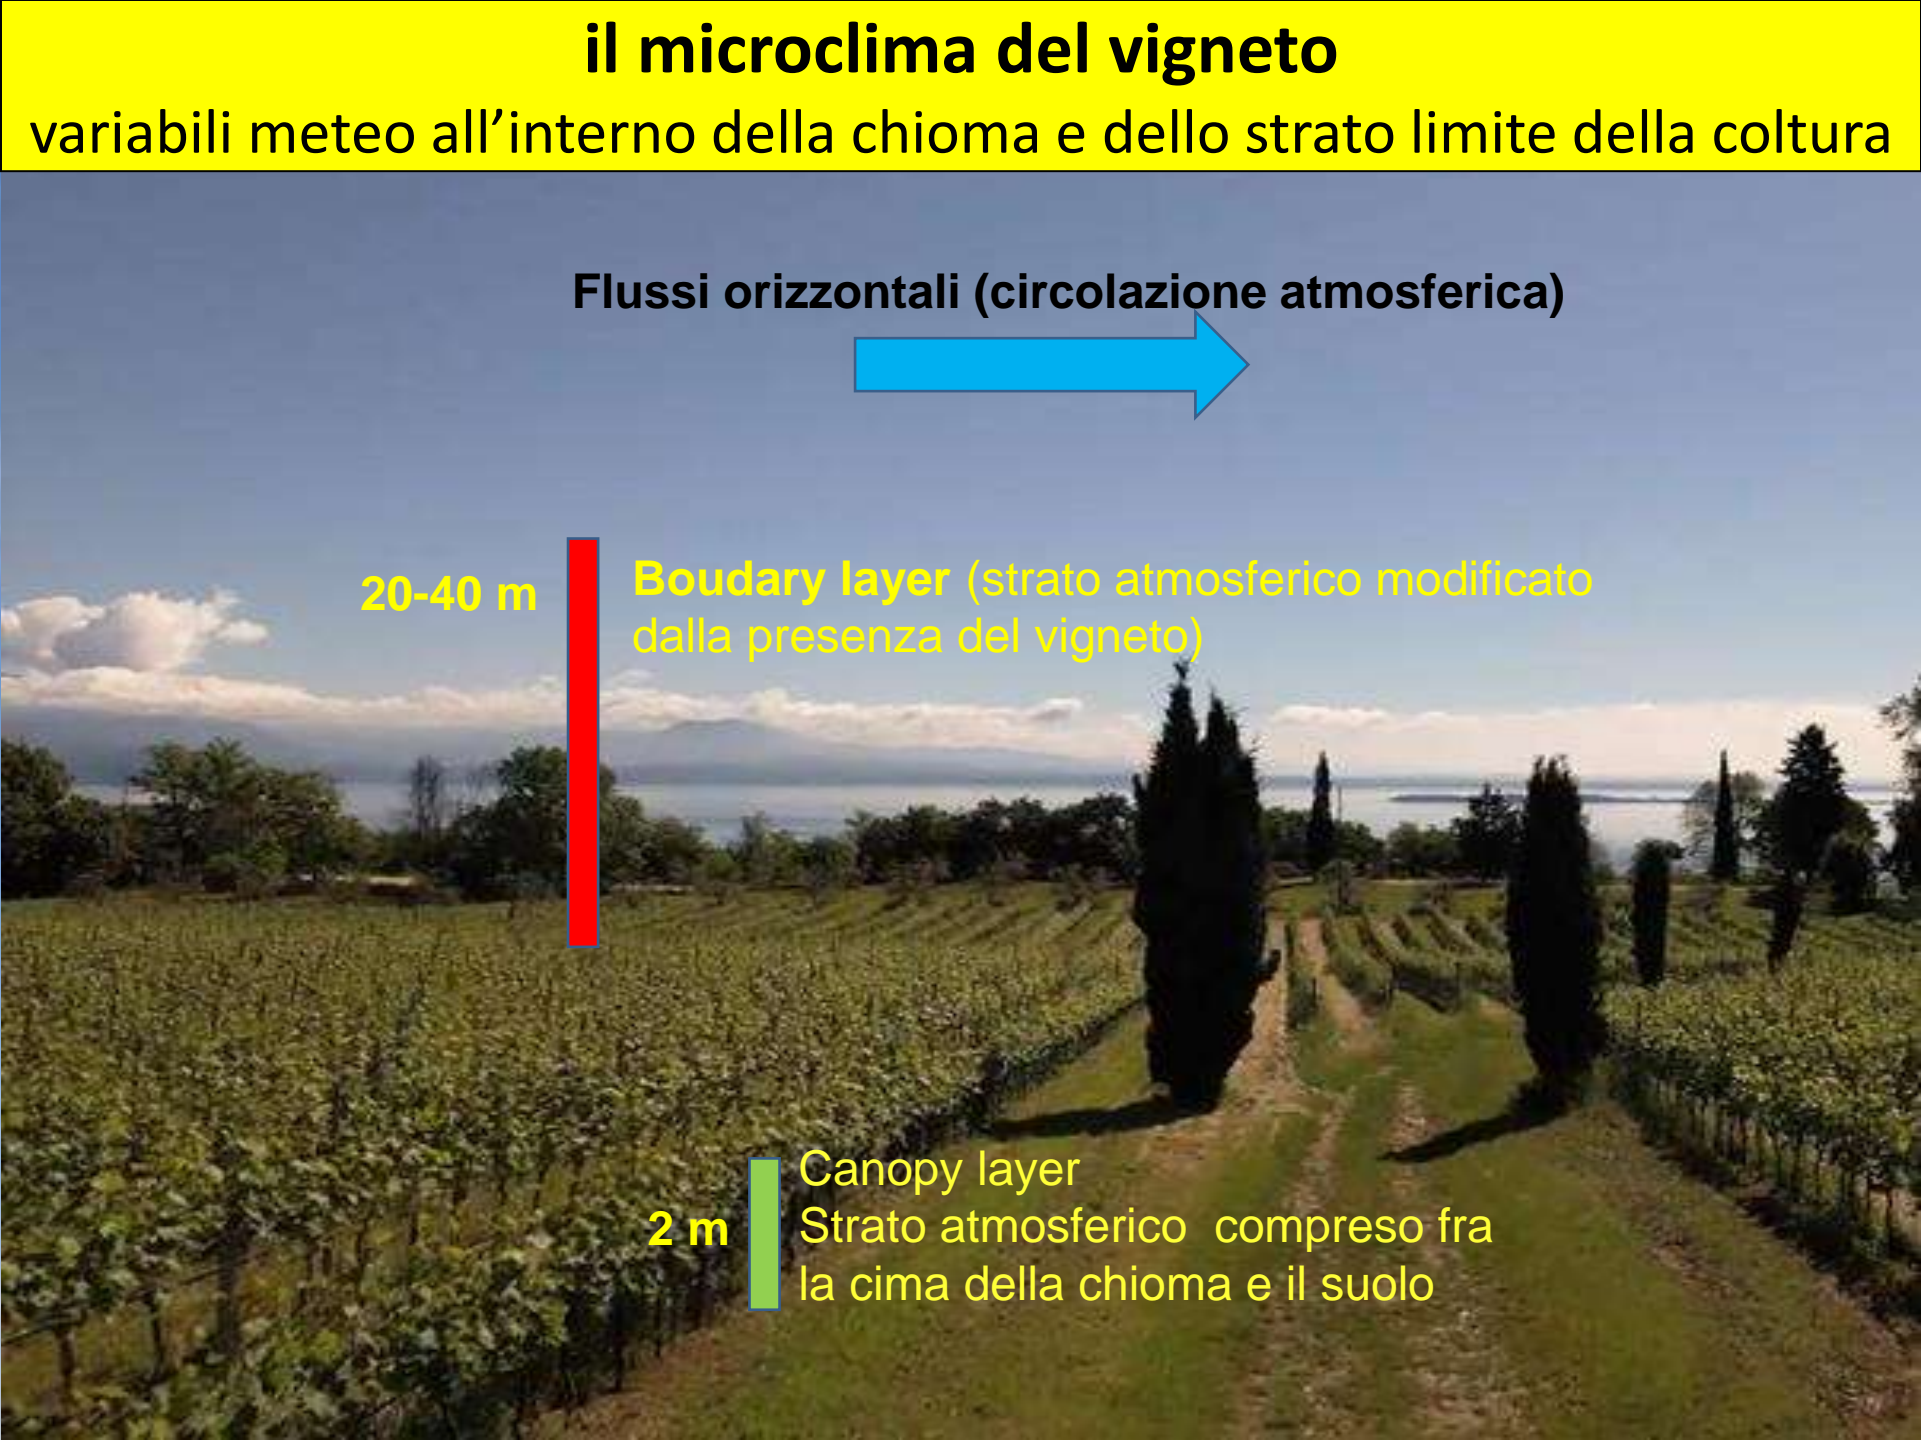 il microclima del vigneto
variabili meteo all’interno della chioma e dello strato limite della coltura
Flussi orizzontali (circolazione atmosferica)
20-40 m
Boudary layer (strato atmosferico modificato
dalla presenza del vigneto)
2 m
Canopy layer
Strato atmosferico compreso fra
la cima della chioma e il suolo